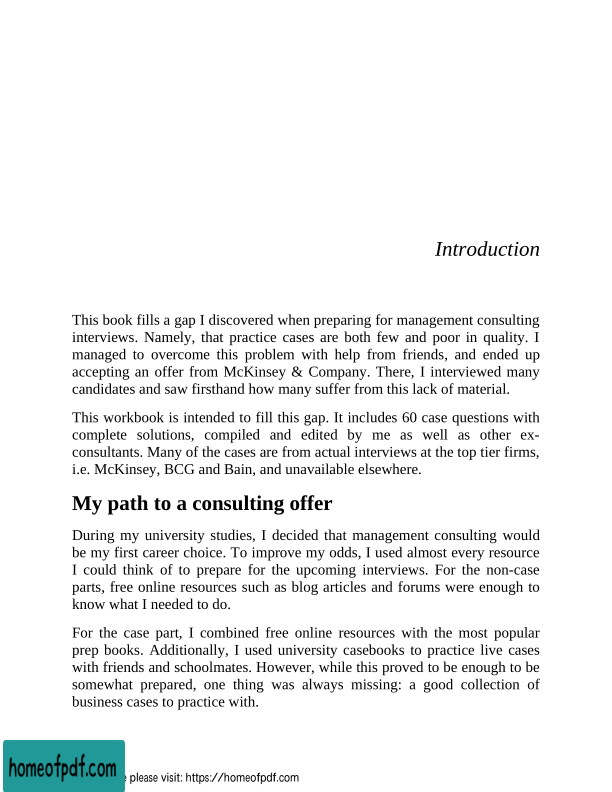 Introduction
This book fills a gap I discovered when preparing for management consulting
interviews. Namely, that practice cases are both few and poor in quality. I
managed to overcome this problem with help from friends, and ended up
accepting an offer from McKinsey & Company. There, I interviewed many
candidates and saw firsthand how many suffer from this lack of material.
This workbook is intended to fill this gap. It includes 60 case questions with
complete solutions, compiled and edited by me as well as other ex-
consultants. Many of the cases are from actual interviews at the top tier firms,
i.e. McKinsey, BCG and Bain, and unavailable elsewhere.
My path to a consulting offer
During my university studies, I decided that management consulting would
be my first career choice. To improve my odds, I used almost every resource
I could think of to prepare for the upcoming interviews. For the non-case
parts, free online resources such as blog articles and forums were enough to
know what I needed to do.
For the case part, I combined free online resources with the most popular
prep books. Additionally, I used university casebooks to practice live cases
with friends and schoolmates. However, while this proved to be enough to be
somewhat prepared, one thing was always missing: a good collection of
business cases to practice with.
homeofpdf.com
please visit: https://homeofpdf.com